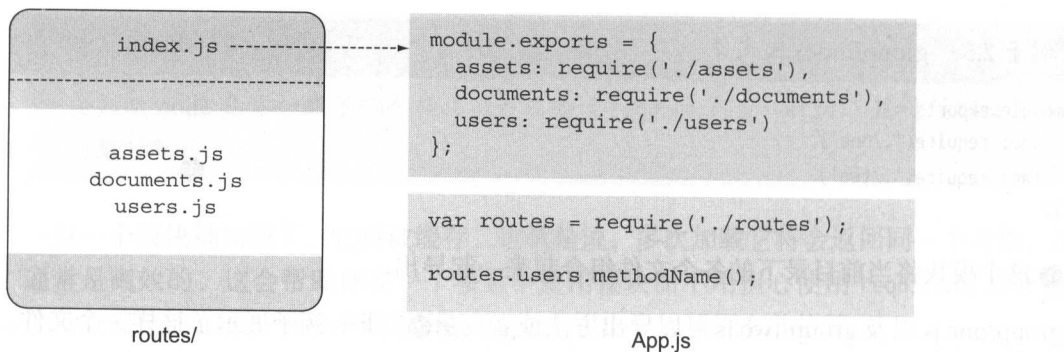 index.js
assets.js
documents.js
users.js
routes/
module.exports = {
assets: require('./assets'),
documents: require('./documents'),
users: require('./users')
};
var routes = require('./routes');
routes.users.methodName();
App.js